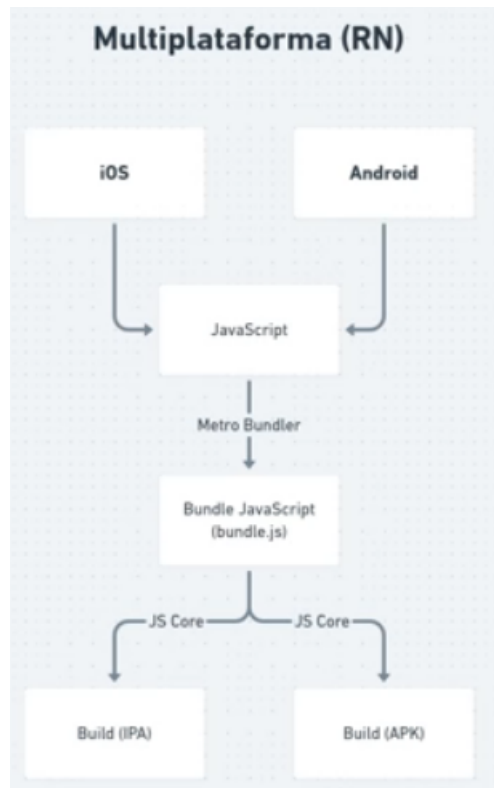 Multiplataforma (RN)
iOS
Android
JavaScript
Metro Bundler
Bundle JavaScript
(bundle.js)
JS Core
JS Core
Build (IPA)
Build (APK)